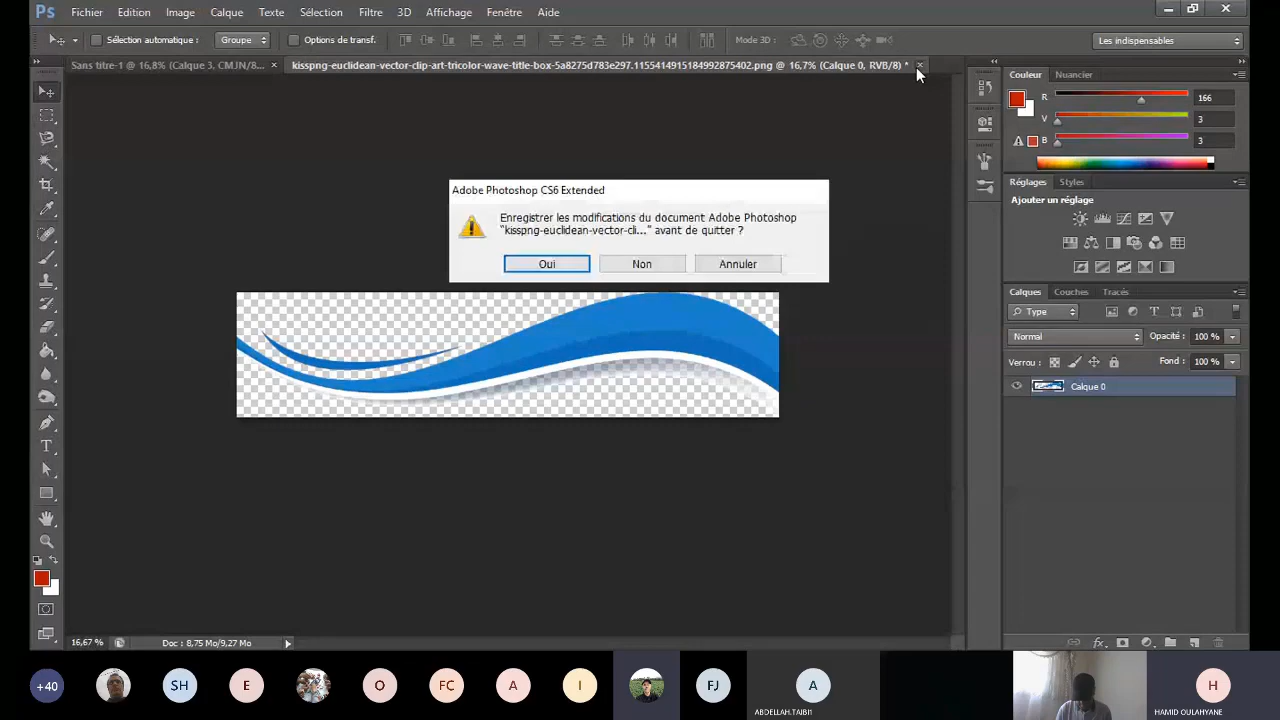 Ps Fichier Edition Image Calque Texte Sélection Filtre 3D Affichage Fenêtre Aide
Sélection automatique : Groupe Options de transf. Mode 3D : Les indispensables
Sans titre-1 @ 16,8% (Calque 3, CMJN/8... ×
kisspng-euclidean-vector-clip-art-tricolor-wave-title-box-5a8275d783e297.1155414915184992875402.png @ 16,7% (Calque 0, RVB/8) * ×
Couleur Nuancier
R 166
V 3
B 3
Réglages Styles
Ajouter un réglage
Adobe Photoshop CS6 Extended
Enregistrer les modifications du document Adobe Photoshop
“kisspng-euclidean-vector-cli...” avant de quitter ?
Oui Non Annuler
Calques Couches Tracés
Type
Normal Opacité : 100 %
Verrou : Fond : 100 %
Calque 0
16,67 % Doc : 8,75 Mo/9,27 Mo
+40 SH E O FC A I FJ A H
ABDELLAH.TAIBI1 HAMID OULAHYANE